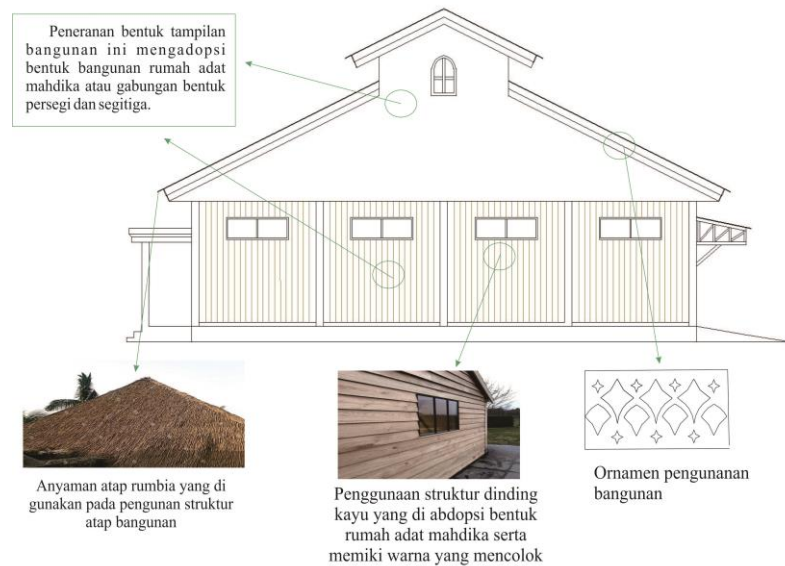 Peneranan bentuk tampilan
bangunan ini mengadopsi
bentuk bangunan rumah adat
mahdika atau gabungan bentuk
persegi dan segitiga.
Anyaman atap rumbia yang di
gunakan pada pengunan struktur
atap bangunan
Penggunaan struktur dinding
kayu yang di abdopsi bentuk
rumah adat mahdika serta
memiki warna yang mencolok
Ornamen pengunanan
bangunan